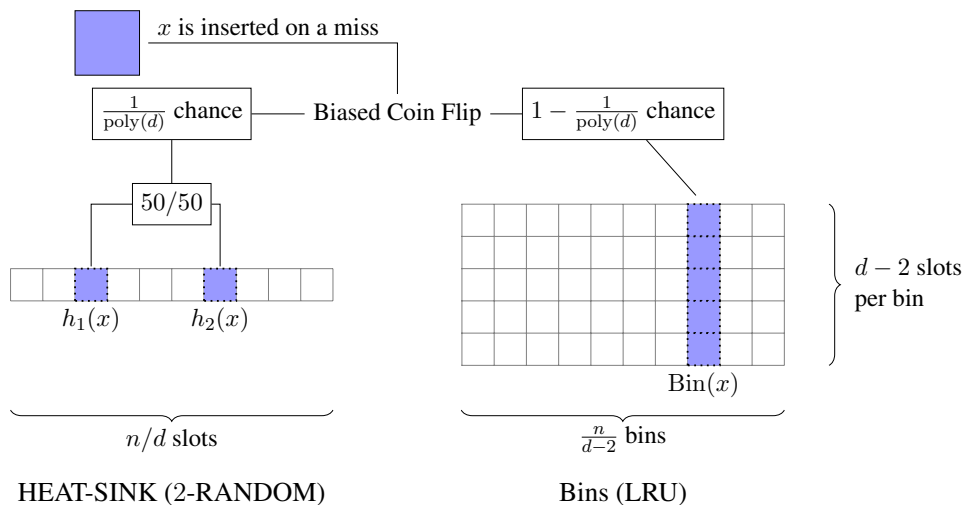 x is inserted on a miss
1/poly(d) chance
Biased Coin Flip
1 − 1/poly(d) chance
50/50
h₁(x)
h₂(x)
d − 2 slots
per bin
Bin(x)
n/d slots
n/(d−2) bins
HEAT-SINK (2-RANDOM)
Bins (LRU)